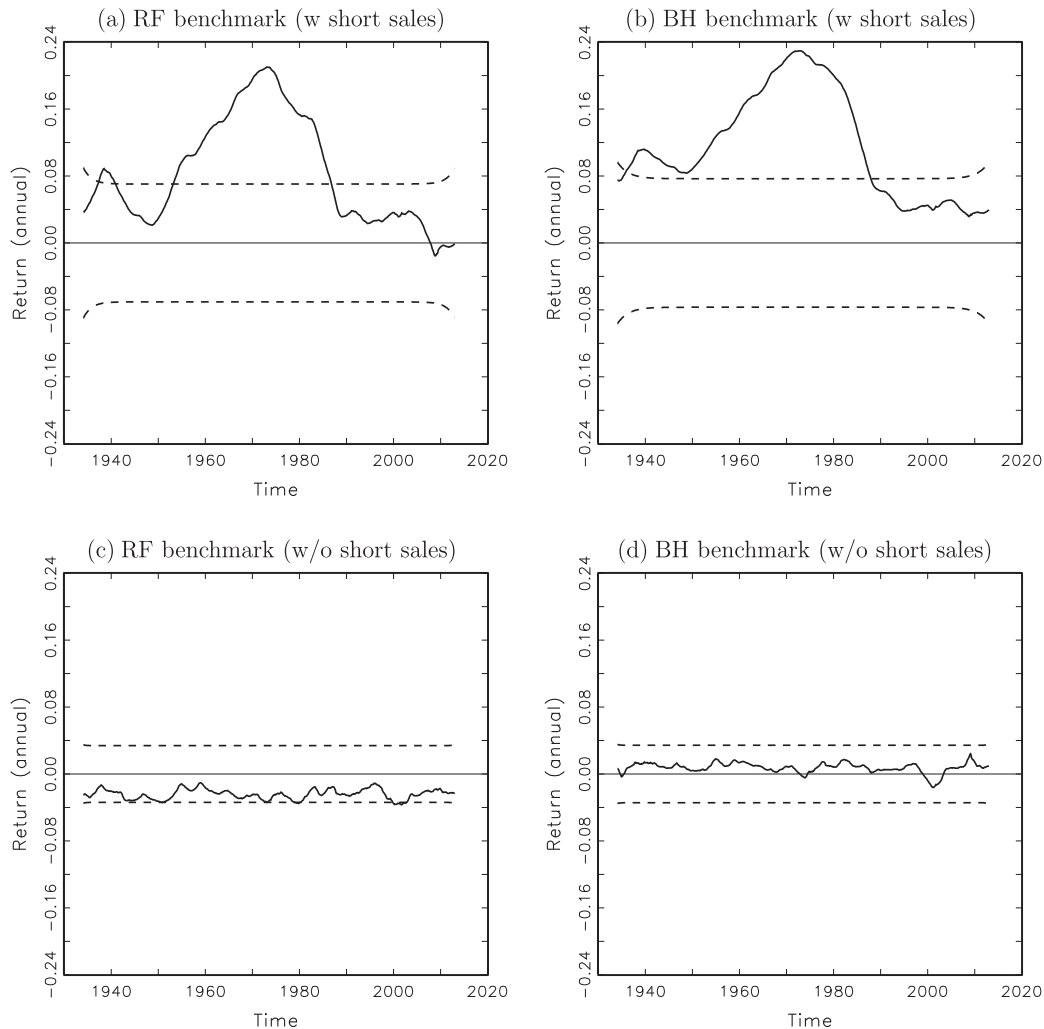 (a) RF benchmark (w short sales)
Return (annual)
0.24
0.16
0.08
0.00
−0.08
−0.16
−0.24
1940 1960 1980 2000 2020
Time
(b) BH benchmark (w short sales)
Return (annual)
0.24
0.16
0.08
0.00
−0.08
−0.16
−0.24
1940 1960 1980 2000 2020
Time
(c) RF benchmark (w/o short sales)
Return (annual)
0.24
0.16
0.08
0.00
−0.08
−0.16
−0.24
1940 1960 1980 2000 2020
Time
(d) BH benchmark (w/o short sales)
Return (annual)
0.24
0.16
0.08
0.00
−0.08
−0.16
−0.24
1940 1960 1980 2000 2020
Time